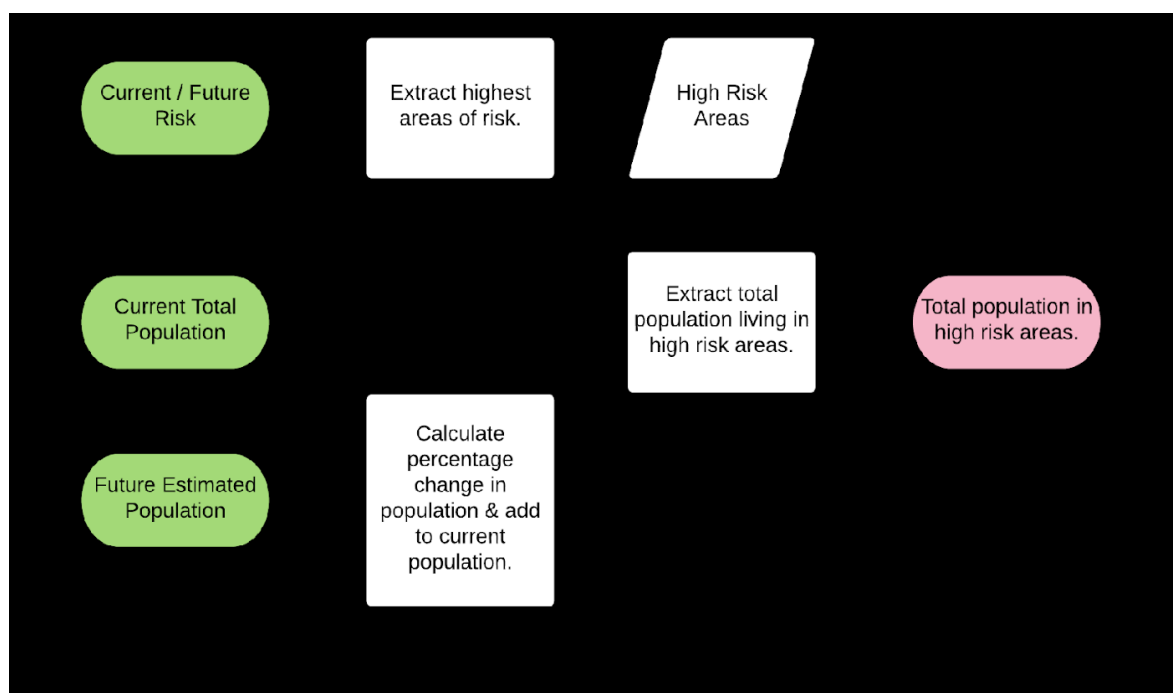 Current / Future
Risk
Extract highest
areas of risk.
High Risk
Areas
Current Total
Population
Extract total
population living in
high risk areas.
Total population in
high risk areas.
Future Estimated
Population
Calculate
percentage
change in
population & add
to current
population.